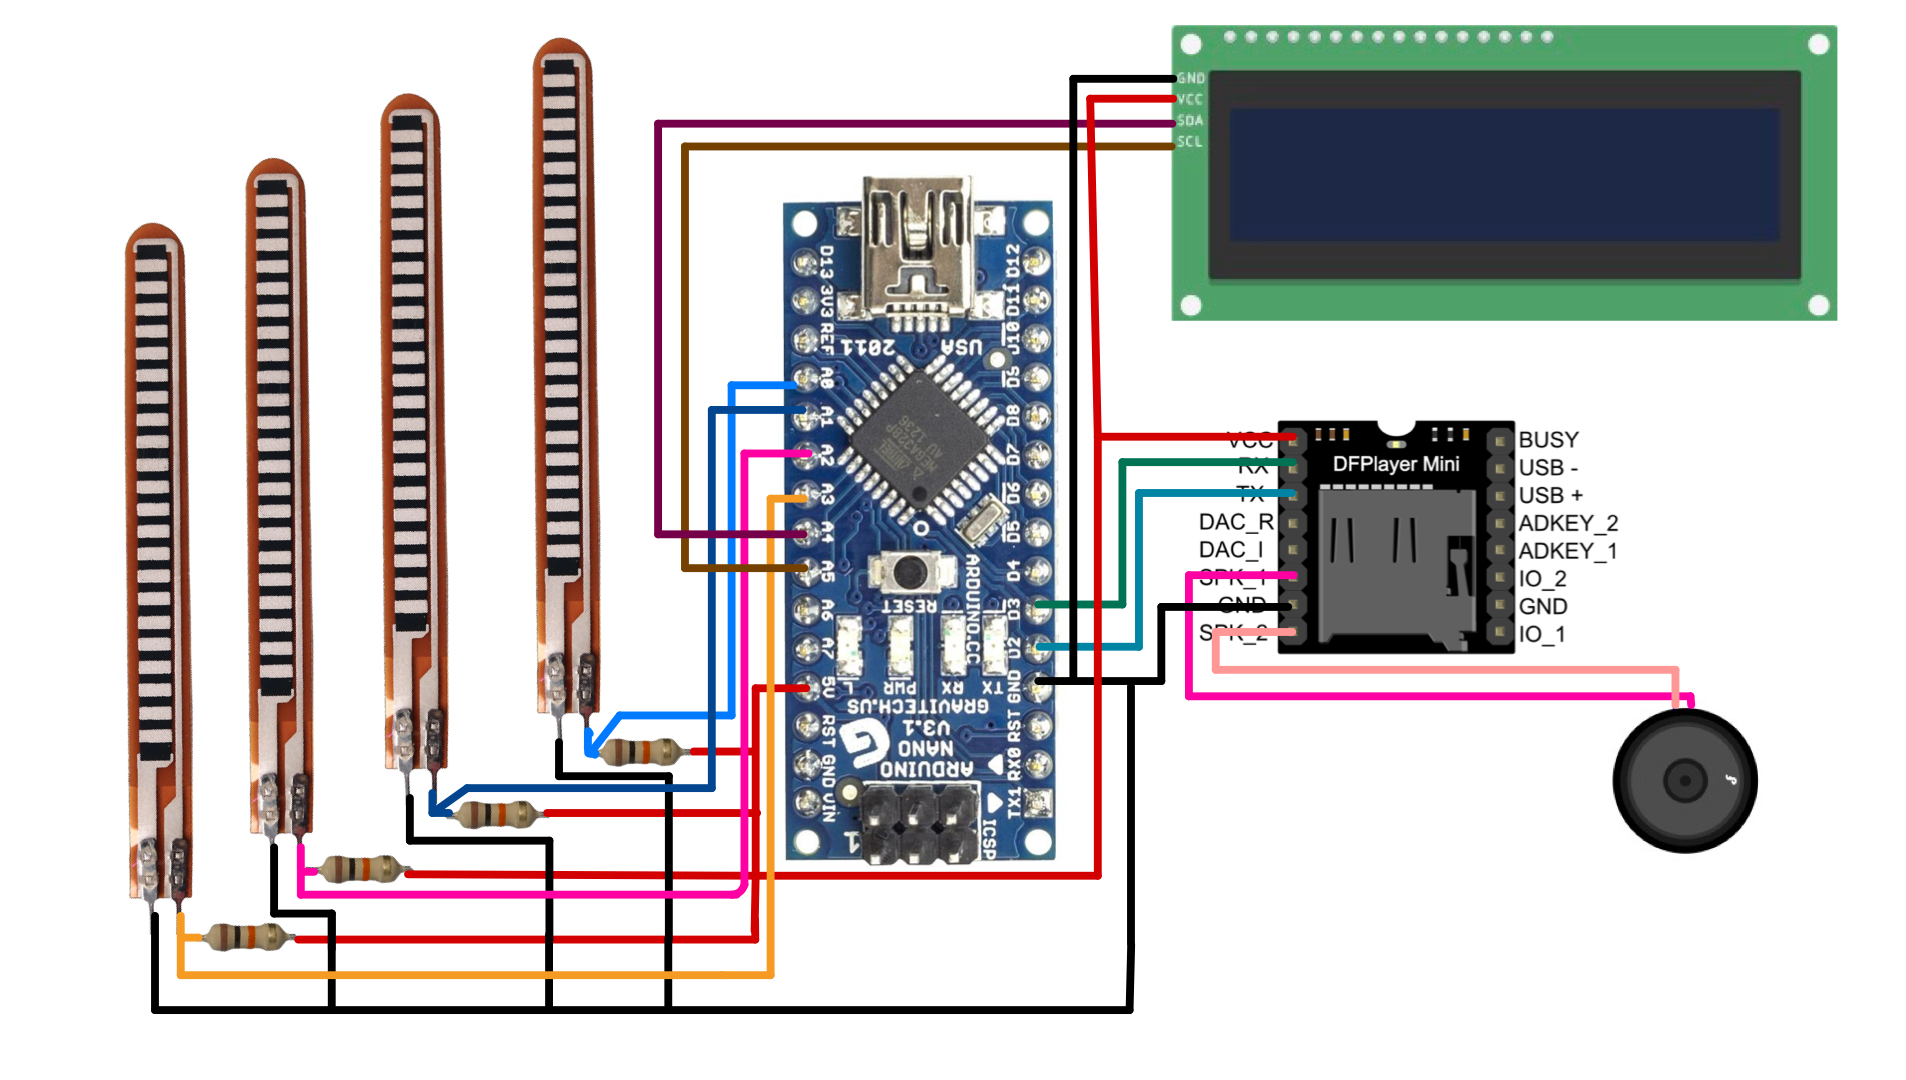 GND
VCC
SDA
SCL
D13
3V3
REF
A0
A1
A2
A3
A4
A5
A6
A7
5V
RST
GND
VIN
D12
D11
D10
D9
D8
D7
D6
D5
D4
D3
D2
GND
RST
RX0
TX1
USA
2011
MEGA328P
AU 1236
RESET
ARDUINO.CC
L
PWR
RX
TX
GRAVITECH.US
ARDUINO
NANO
V3.1
1
ICSP
DFPlayer Mini
VCC
RX
TX
DAC_R
DAC_I
SPK_1
GND
SPK_2
BUSY
USB -
USB +
ADKEY_2
ADKEY_1
IO_2
GND
IO_1